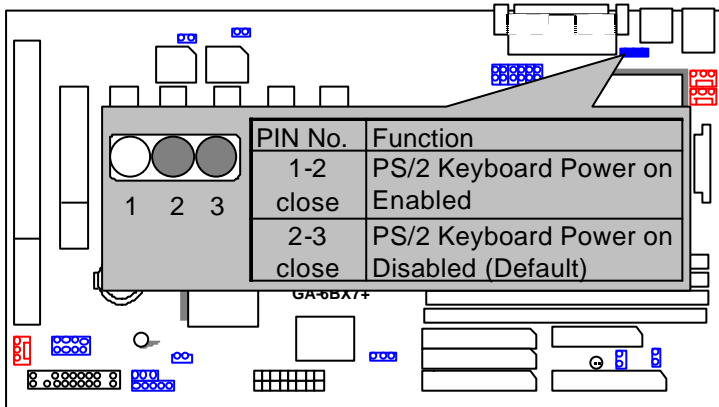 PIN No. Function
1-2 PS/2 Keyboard Power on
close Enabled
2-3 PS/2 Keyboard Power on
close Disabled (Default)
1 2 3
GA-6BX7+